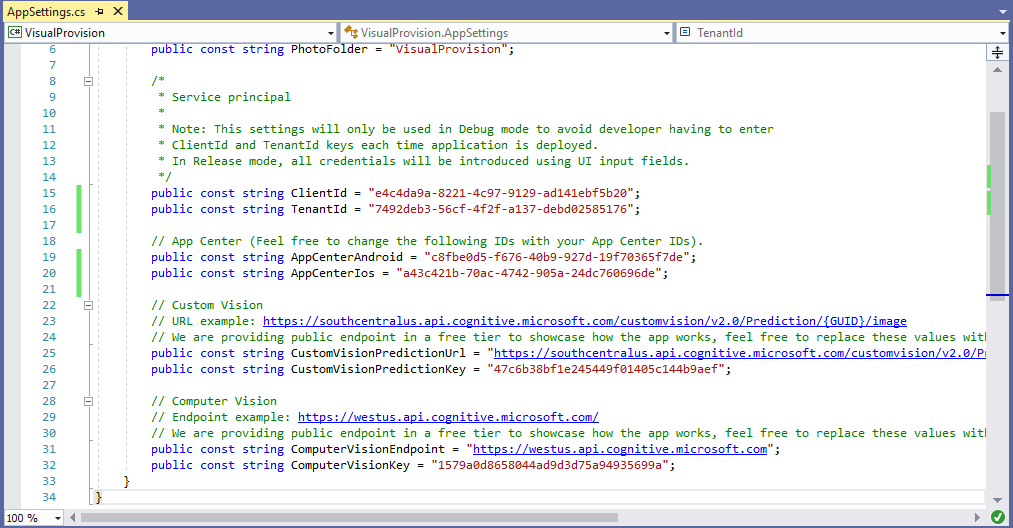 AppSettings.cs
C# VisualProvision
VisualProvision.AppSettings
TenantId
6 public const string PhotoFolder = "VisualProvision";
7
8 /*
9 * Service principal
10 *
11 * Note: This settings will only be used in Debug mode to avoid developer having to enter
12 * ClientId and TenantId keys each time application is deployed.
13 * In Release mode, all credentials will be introduced using UI input fields.
14 */
15 public const string ClientId = "e4c4da9a-8221-4c97-9129-ad141ebf5b20";
16 public const string TenantId = "7492deb3-56cf-4f2f-a137-debd02585176";
17
18 // App Center (Feel free to change the following IDs with your App Center IDs).
19 public const string AppCenterAndroid = "c8fbe0d5-f676-40b9-927d-19f70365f7de";
20 public const string AppCenterIos = "a43c421b-70ac-4742-905a-24dc760696de";
21
22 // Custom Vision
23 // URL example: https://southcentralus.api.cognitive.microsoft.com/customvision/v2.0/Prediction/{GUID}/image
24 // We are providing public endpoint in a free tier to showcase how the app works, feel free to replace these values wit
25 public const string CustomVisionPredictionUrl = "https://southcentralus.api.cognitive.microsoft.com/customvision/v2.0/P
26 public const string CustomVisionPredictionKey = "47c6b38bf1e245449f01405c144b9aef";
27
28 // Computer Vision
29 // Endpoint example: https://westus.api.cognitive.microsoft.com/
30 // We are providing public endpoint in a free tier to showcase how the app works, feel free to replace these values wit
31 public const string ComputerVisionEndpoint = "https://westus.api.cognitive.microsoft.com";
32 public const string ComputerVisionKey = "1579a0d8658044ad9d3d75a94935699a";
33 }
34 }
100 %